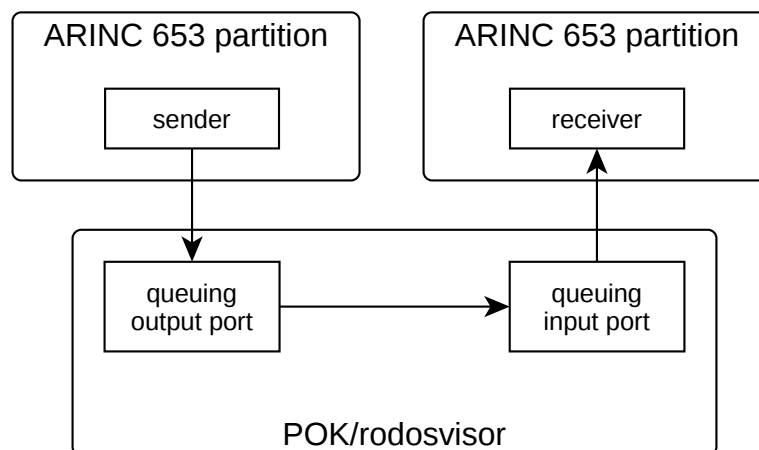 ARINC 653 partition
sender
ARINC 653 partition
receiver
queuing
output port
queuing
input port
POK/rodosvisor